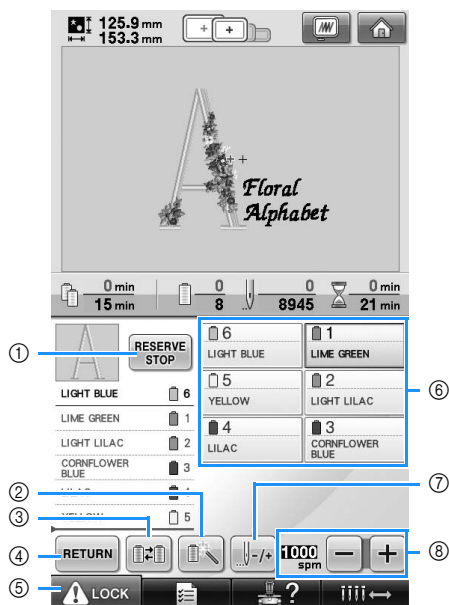 125.9 mm
153.3 mm
Floral
Alphabet
0 min
15 min
0
8
0
8945
0 min
21 min
① RESERVE
STOP
6
LIGHT BLUE
1
LIME GREEN
5
YELLOW
2
LIGHT LILAC
4
LILAC
3
CORNFLOWER
BLUE
⑥
LIGHT BLUE 6
LIME GREEN 1
LIGHT LILAC 2
CORNFLOWER
BLUE 3
5
②
③
④ RETURN
-/+
1000
spm
− +
⑦
⑧
⑤ LOCK
?